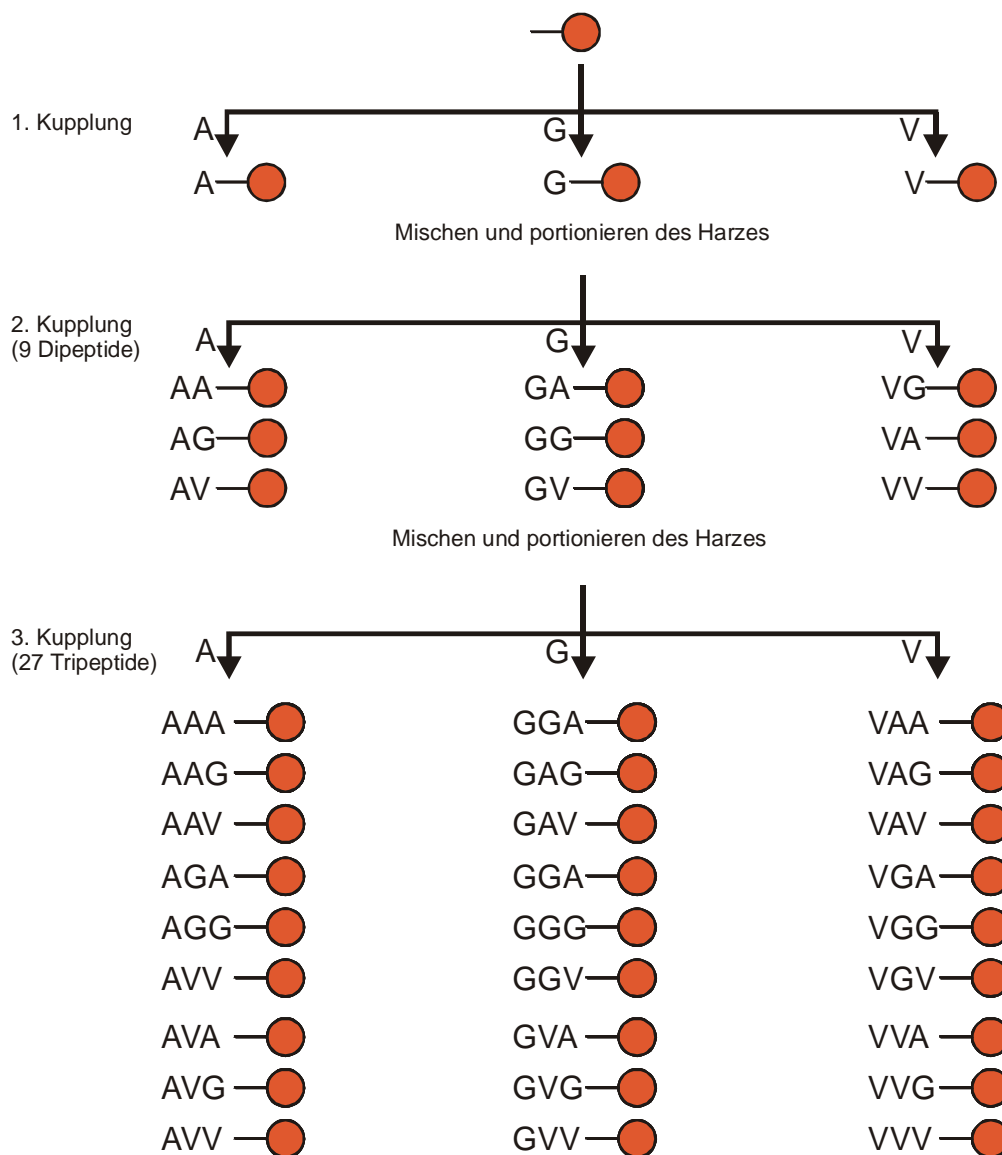 1. Kupplung
A G V
A G V
Mischen und portionieren des Harzes
2. Kupplung
(9 Dipeptide)
A G V
AA GA VG
AG GG VA
AV GV VV
Mischen und portionieren des Harzes
3. Kupplung
(27 Tripeptide)
A G V
AAA GGA VAA
AAG GAG VAG
AAV GAV VAV
AGA GGA VGA
AGG GGG VGG
AVV GGV VGV
AVA GVA VVA
AVG GVG VVG
AVV GVV VVV